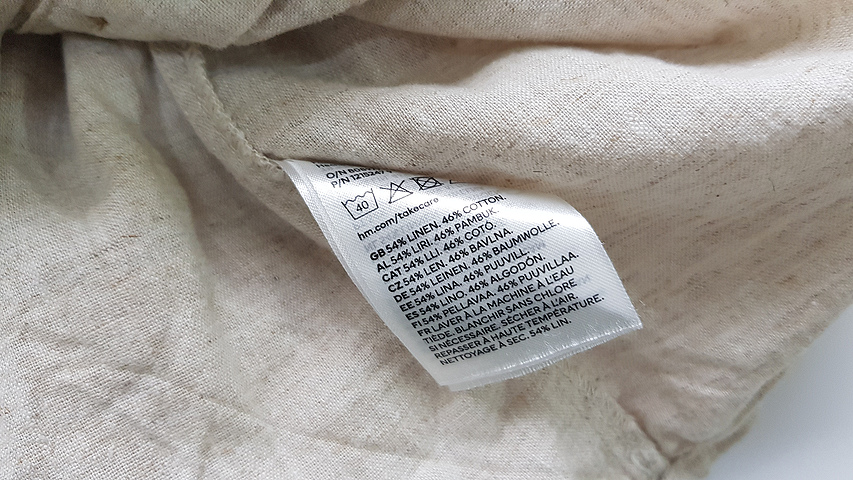 O/N
P/N
40
hm.com/takecare
GB 54% LINEN. 46% COTTON.
AL 54% LIRI. 46% PAMBUK.
CAT 54% LLI. 46% COTÓ.
CZ 54% LEN. 46% BAVLNA.
DE 54% LEINEN. 46% BAUMWOLLE.
EE 54% LINA. 46% PUUVILL.
ES 54% LINO. 46% ALGODÓN.
FI 54% PELLAVAA. 46% PUUVILLAA.
FR LAVER À LA MACHINE À L'EAU
TIÈDE. BLANCHIR SANS CHLORE
SI NÉCESSAIRE. SÉCHER À L'AIR.
REPASSER À HAUTE TEMPÉRATURE.
NETTOYAGE À SEC. 54% LIN.